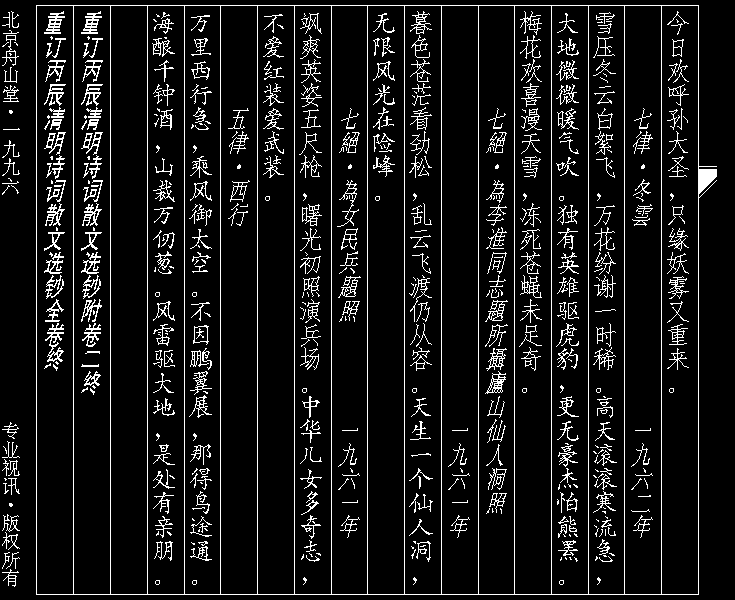 今日欢呼孙大圣，只缘妖雾又重来。
七律·冬雲 一九六二年
雪压冬云白絮飞，万花纷谢一时稀。高天滚滚寒流急，
大地微微暖气吹。独有英雄驱虎豹，更无豪杰怕熊罴。
梅花欢喜漫天雪，冻死苍蝇未足奇。
七絕·為李進同志題所攝廬山仙人洞照
一九六一年
暮色苍茫看劲松，乱云飞渡仍从容。天生一个仙人洞，
无限风光在险峰。
七絕·為女民兵題照 一九六一年
飒爽英姿五尺枪，曙光初照演兵场。中华儿女多奇志，
不爱红装爱武装。
五律·西行
万里西行急，乘风御太空。不因鹏翼展，那得鸟途通。
海酿千钟酒，山栽万仞葱。风雷驱大地，是处有亲朋。
重订丙辰清明诗词散文选钞附卷二终
重订丙辰清明诗词散文选钞全卷终
北京舟山堂·一九九六
专业视讯·版权所有